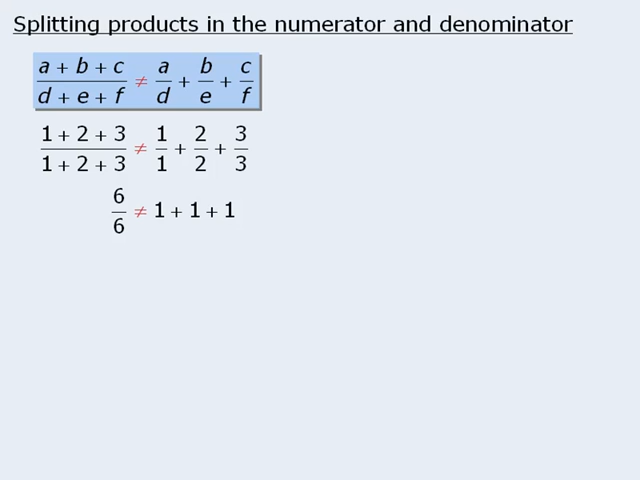 Splitting products in the numerator and denominator
(a + b + c)/(d + e + f) ≠ a/d + b/e + c/f
(1 + 2 + 3)/(1 + 2 + 3) ≠ 1/1 + 2/2 + 3/3
6/6 ≠ 1 + 1 + 1